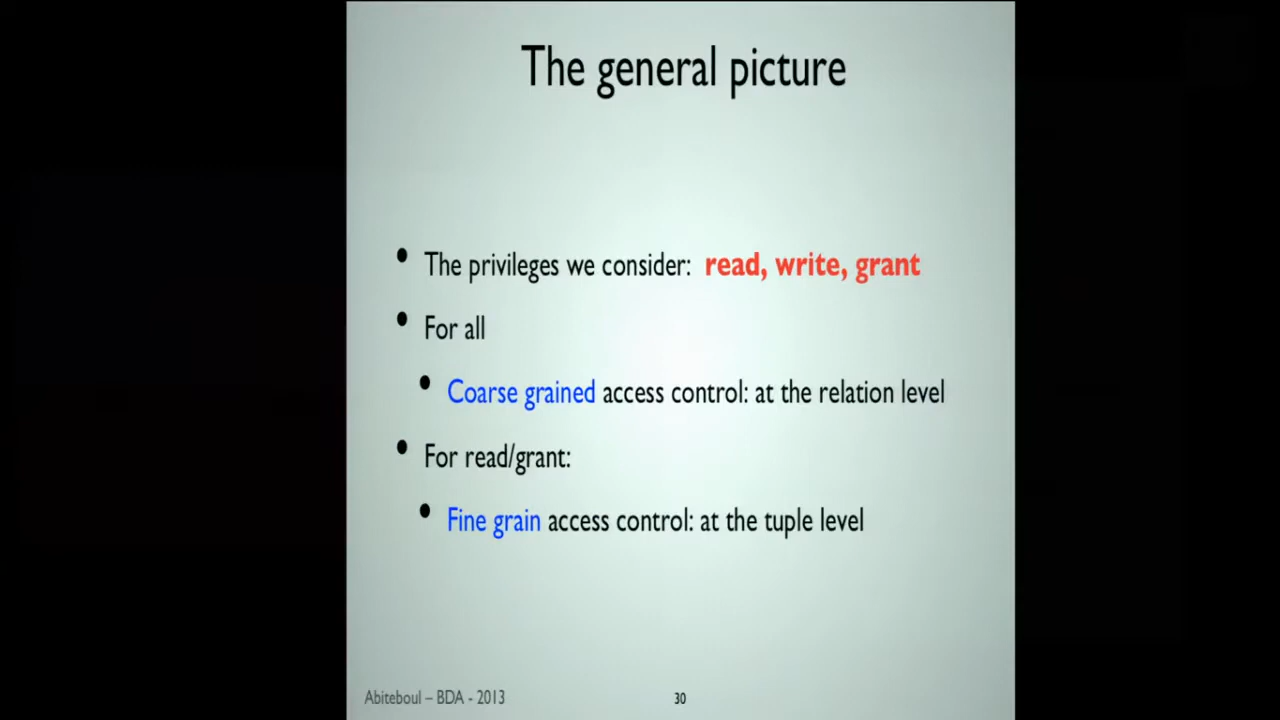 The general picture
• The privileges we consider: read, write, grant
• For all
• Coarse grained access control: at the relation level
• For read/grant:
• Fine grain access control: at the tuple level
Abiteboul – BDA - 2013
30